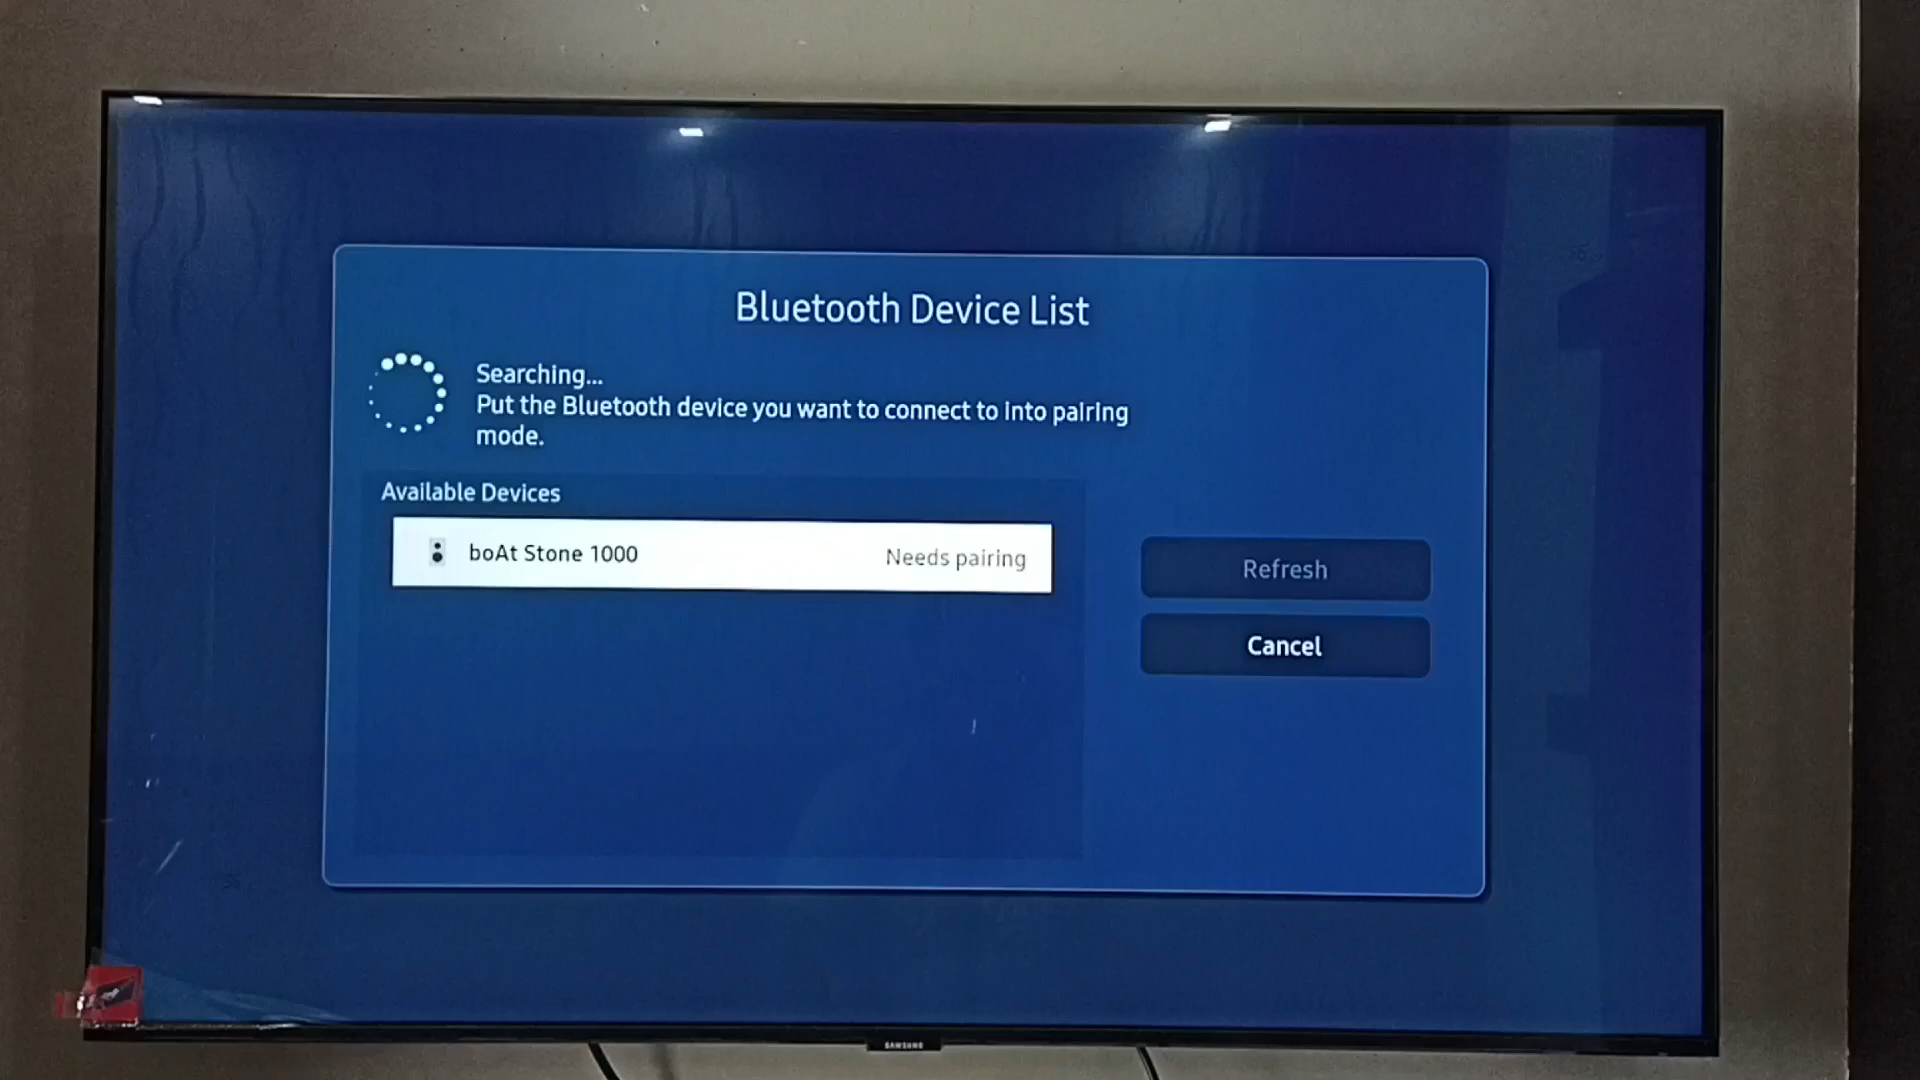 Bluetooth Device List
Searching...
Put the Bluetooth device you want to connect to into pairing
mode.
Available Devices
boAt Stone 1000 Needs pairing
Refresh
Cancel
SAMSUNG